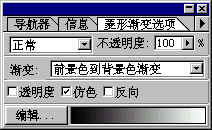 导航器 信息 菱形渐变选项
正常 不透明度: 100 %
渐变: 前景色到背景色渐变
透明度 仿色 反向
编辑...